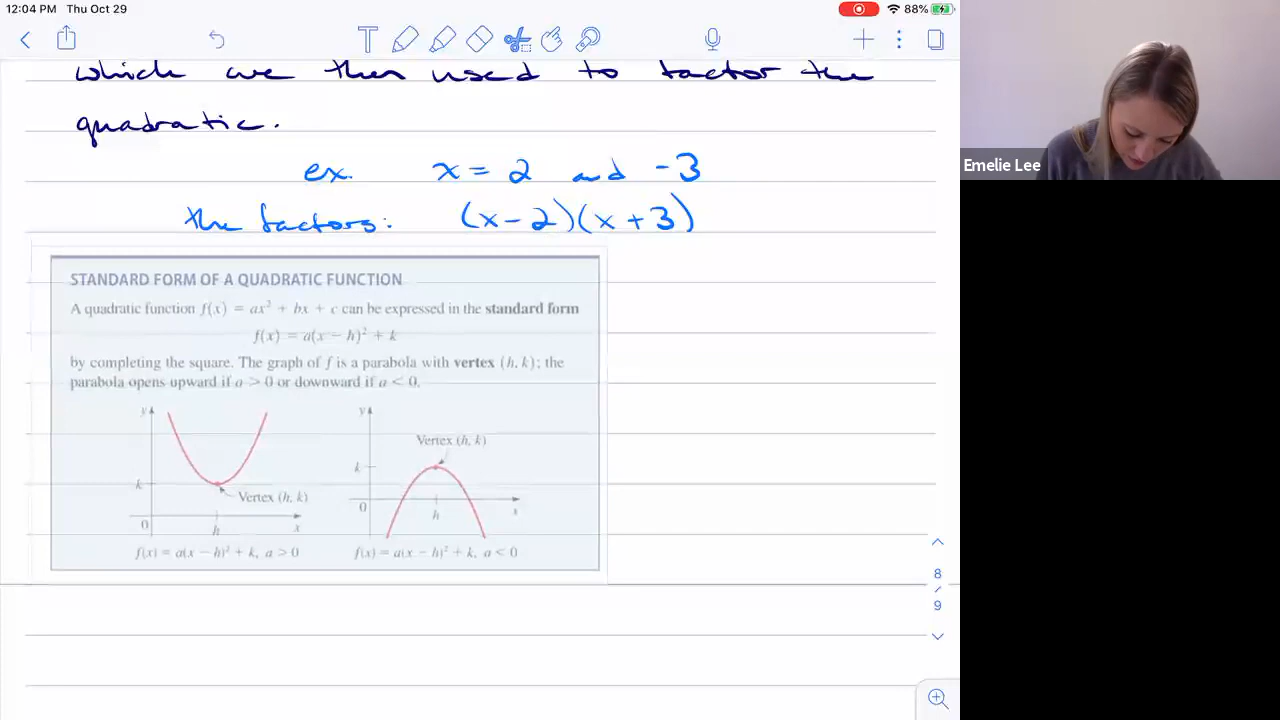 12:04 PM Thu Oct 29
88%
which we then used to factor the
quadratic.
ex. x = 2 and -3
the factors: (x-2)(x+3)
STANDARD FORM OF A QUADRATIC FUNCTION
A quadratic function f(x) = ax² + bx + c can be expressed in the standard form
f(x) = a(x − h)² + k
by completing the square. The graph of f is a parabola with vertex (h, k); the
parabola opens upward if a > 0 or downward if a < 0.
y
k
Vertex (h, k)
0
h
x
f(x) = a(x − h)² + k, a > 0
y
Vertex (h, k)
k
0
h
x
f(x) = a(x − h)² + k, a < 0
8
/
9
Emelie Lee